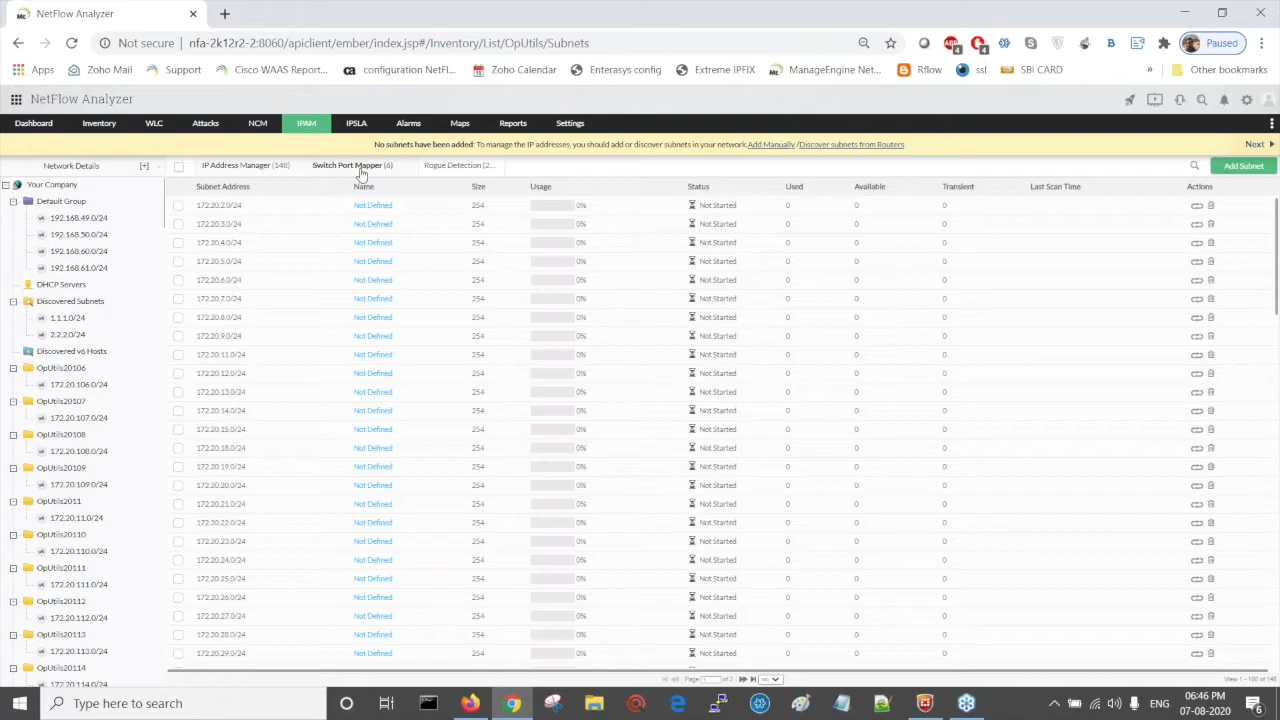 NetFlow Analyzer
Not secure | nfa-2k12r2-2:8060/apiclient/ember/index.jsp#/Inventory/ListOpUtils/Subnets
Paused
Apps Zoho Mail Support Cisco ASAS Report... configuration NetFl... Zoho Calendar Enterasys config Extreme IPFIX ManageEngine Net... Rflow ssl SBI CARD » Other bookmarks
NetFlow Analyzer
Dashboard Inventory WLC Attacks NCM IPAM IPSLA Alarms Maps Reports Settings
No subnets have been added: To manage the IP addresses, you should add or discover subnets in your network.Add Manually /Discover subnets from Routers. Next
Network Details [+] IP Address Manager (148) Switch Port Mapper (6) Rogue Detection (2... Add Subnet
Subnet Address Name Size Usage Status Used Available Transient Last Scan Time Actions
Your Company
Default Group
192.168.49.0/24
192.168.50.0/24
192.168.60.0/24
192.168.61.0/24
DHCP Servers
Discovered Subnets
1.1.1.0/24
2.2.2.0/24
Discovered v6 Hosts
OpUtils20106
172.20.106.0/24
OpUtils20107
172.20.107.0/24
OpUtils20108
172.20.108.0/24
OpUtils20109
172.20.109.0/24
OpUtils2011
172.20.11.0/24
OpUtils20110
172.20.110.0/24
OpUtils20111
172.20.111.0/24
OpUtils20112
172.20.112.0/24
OpUtils20113
172.20.113.0/24
OpUtils20114
172.20.114.0/24
172.20.2.0/24 Not Defined 254 0% Not Started 0 0 0
172.20.3.0/24 Not Defined 254 0% Not Started 0 0 0
172.20.4.0/24 Not Defined 254 0% Not Started 0 0 0
172.20.5.0/24 Not Defined 254 0% Not Started 0 0 0
172.20.6.0/24 Not Defined 254 0% Not Started 0 0 0
172.20.7.0/24 Not Defined 254 0% Not Started 0 0 0
172.20.8.0/24 Not Defined 254 0% Not Started 0 0 0
172.20.9.0/24 Not Defined 254 0% Not Started 0 0 0
172.20.11.0/24 Not Defined 254 0% Not Started 0 0 0
172.20.12.0/24 Not Defined 254 0% Not Started 0 0 0
172.20.13.0/24 Not Defined 254 0% Not Started 0 0 0
172.20.14.0/24 Not Defined 254 0% Not Started 0 0 0
172.20.15.0/24 Not Defined 254 0% Not Started 0 0 0
172.20.18.0/24 Not Defined 254 0% Not Started 0 0 0
172.20.19.0/24 Not Defined 254 0% Not Started 0 0 0
172.20.20.0/24 Not Defined 254 0% Not Started 0 0 0
172.20.21.0/24 Not Defined 254 0% Not Started 0 0 0
172.20.22.0/24 Not Defined 254 0% Not Started 0 0 0
172.20.23.0/24 Not Defined 254 0% Not Started 0 0 0
172.20.24.0/24 Not Defined 254 0% Not Started 0 0 0
172.20.25.0/24 Not Defined 254 0% Not Started 0 0 0
172.20.26.0/24 Not Defined 254 0% Not Started 0 0 0
172.20.27.0/24 Not Defined 254 0% Not Started 0 0 0
172.20.28.0/24 Not Defined 254 0% Not Started 0 0 0
172.20.29.0/24 Not Defined 254 0% Not Started 0 0 0
Page 1 of 2 100 View 1 - 100 of 148
Type here to search
ENG
06:46 PM
07-08-2020
6